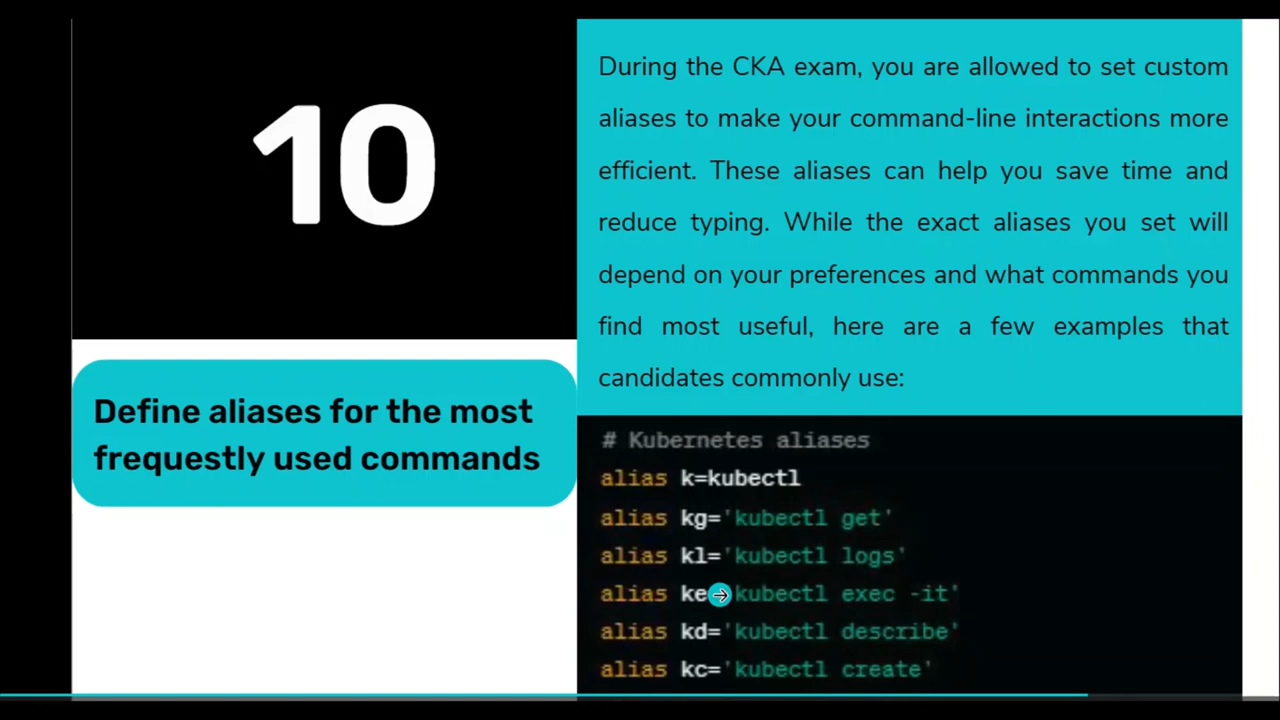 10
Define aliases for the most
frequestly used commands
During the CKA exam, you are allowed to set custom
aliases to make your command-line interactions more
efficient. These aliases can help you save time and
reduce typing. While the exact aliases you set will
depend on your preferences and what commands you
find most useful, here are a few examples that
candidates commonly use:
# Kubernetes aliases
alias k=kubectl
alias kg='kubectl get'
alias kl='kubectl logs'
alias ke kubectl exec -it'
alias kd='kubectl describe'
alias kc='kubectl create'